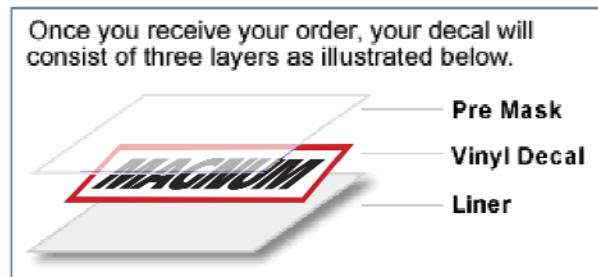 Once you receive your order, your decal will
consist of three layers as illustrated below.
Pre Mask
MAGNUM
Vinyl Decal
Liner